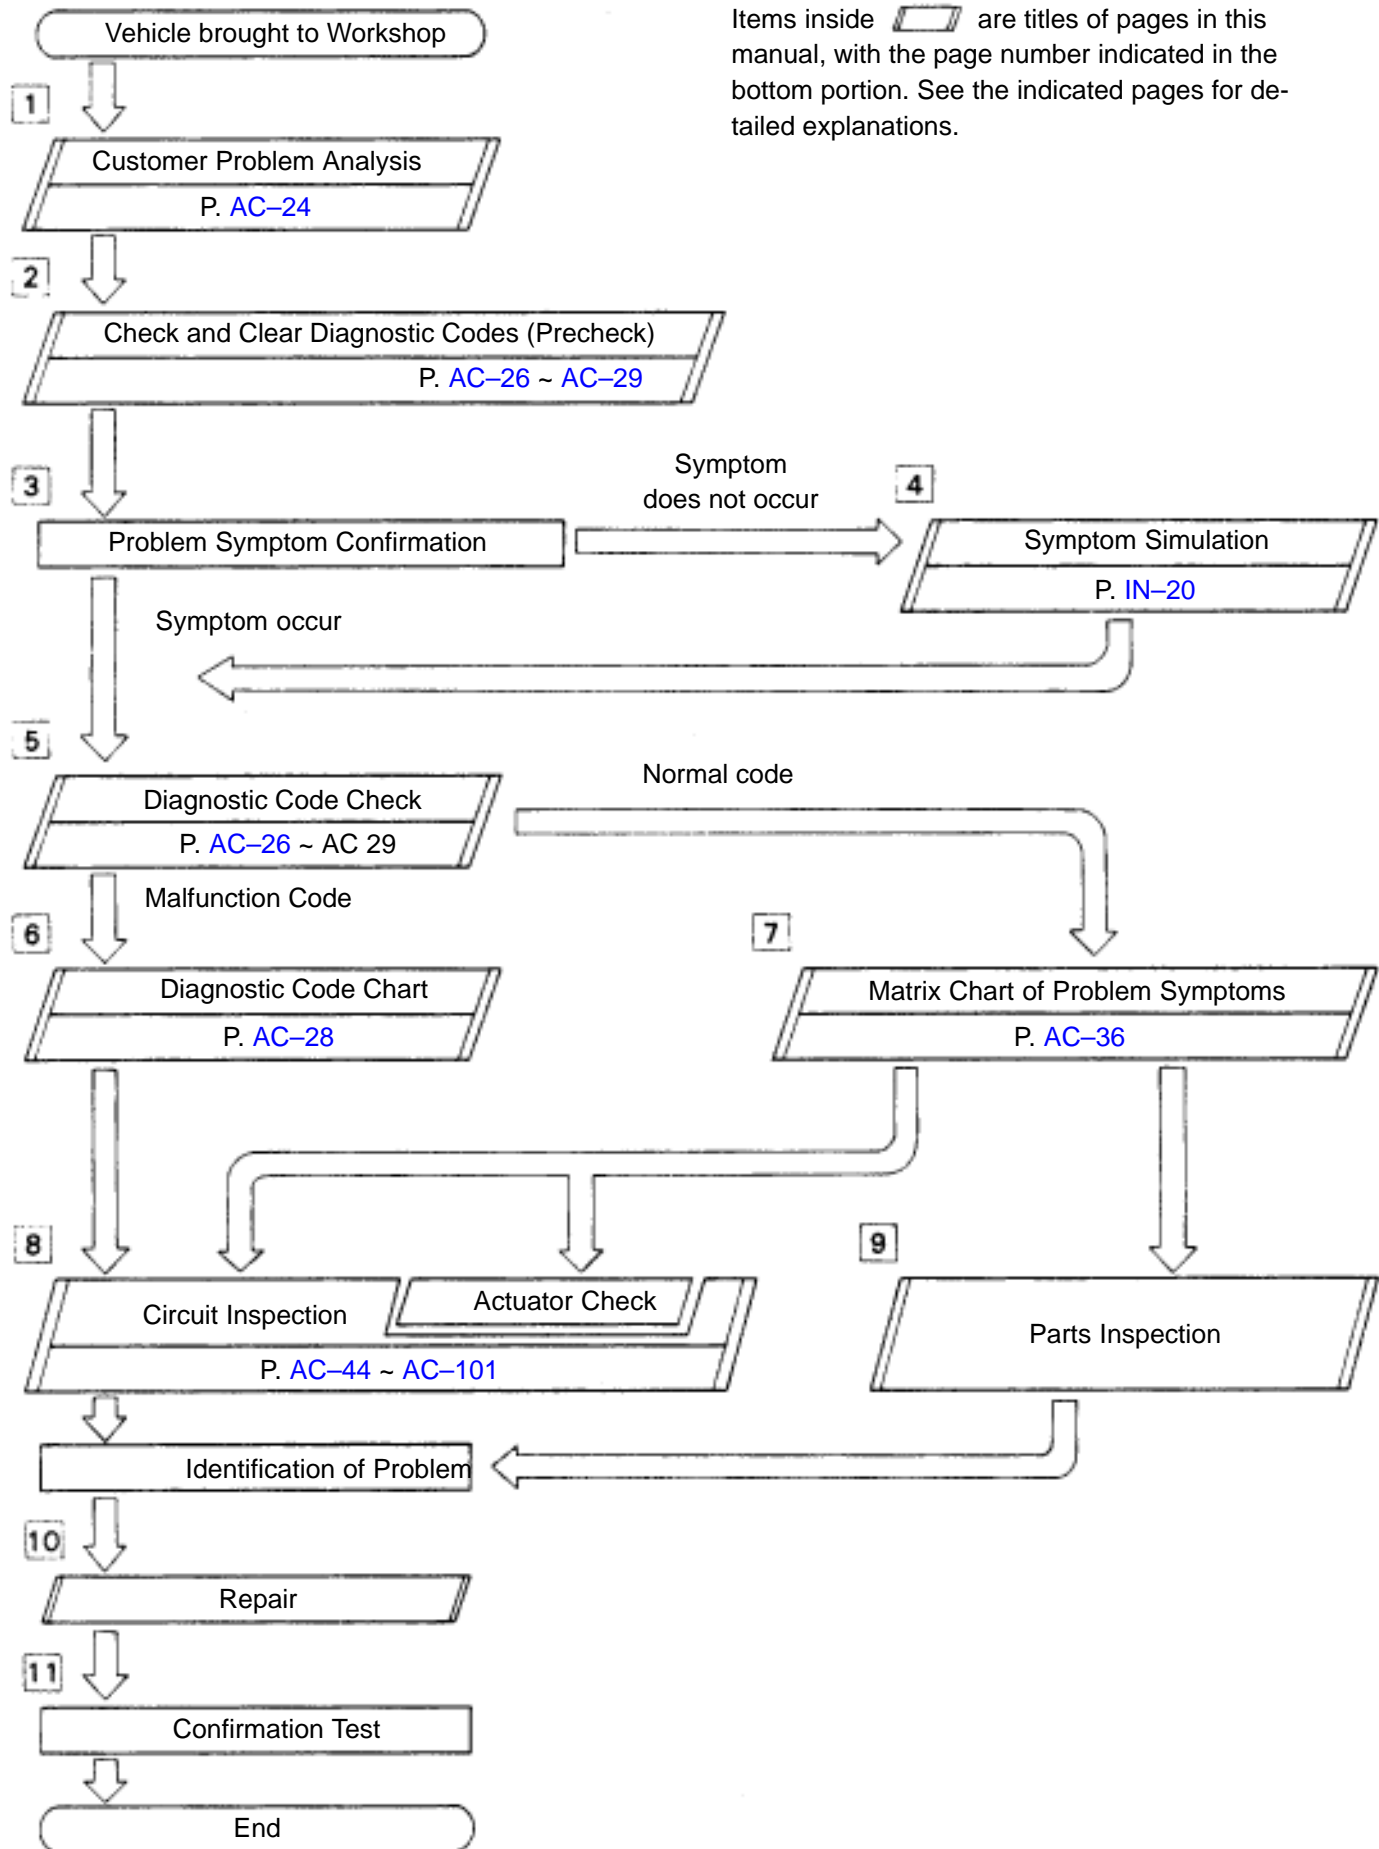 Vehicle brought to Workshop
Items inside are titles of pages in this
manual, with the page number indicated in the
bottom portion. See the indicated pages for de-
tailed explanations.
1
Customer Problem Analysis
P. AC–24
2
Check and Clear Diagnostic Codes (Precheck)
P. AC–26 ~ AC–29
3
Problem Symptom Confirmation
Symptom
does not occur
4
Symptom Simulation
P. IN–20
Symptom occur
5
Diagnostic Code Check
P. AC–26 ~ AC 29
Normal code
Malfunction Code
6
Diagnostic Code Chart
P. AC–28
7
Matrix Chart of Problem Symptoms
P. AC–36
8
Circuit Inspection
Actuator Check
P. AC–44 ~ AC–101
9
Parts Inspection
Identification of Problem
10
Repair
11
Confirmation Test
End